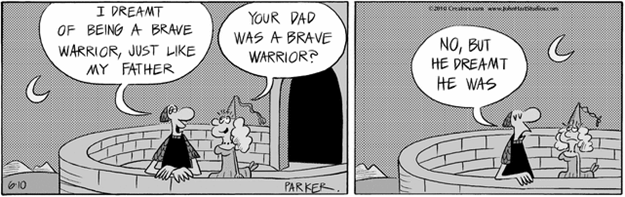 I DREAMT
OF BEING A BRAVE
WARRIOR, JUST LIKE
MY FATHER
YOUR DAD
WAS A BRAVE
WARRIOR?
6-10
PARKER.
©2010 Creators.com www.JohnHartStudios.com
NO, BUT
HE DREAMT
HE WAS